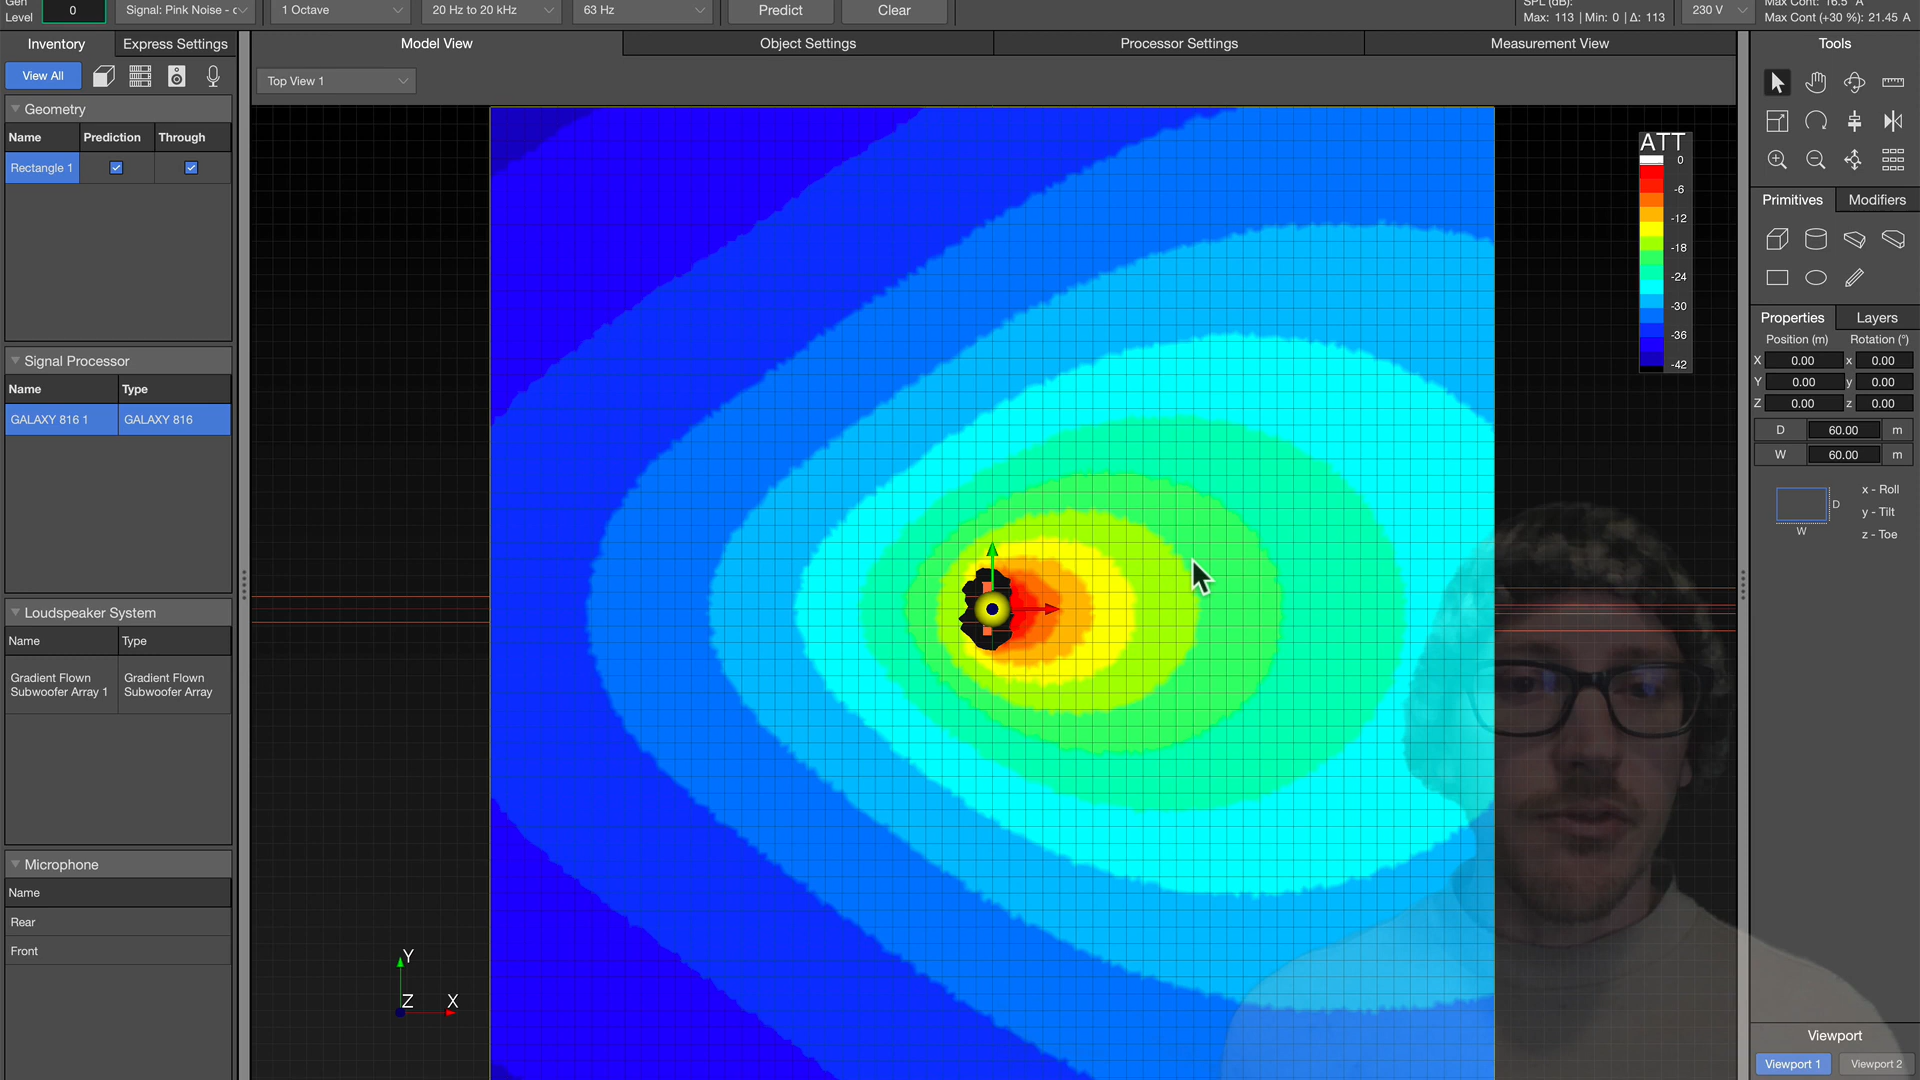 Gen
Level
0
Signal: Pink Noise - c
1 Octave
20 Hz to 20 kHz
63 Hz
Predict
Clear
SPL (dB):
Max: 113 | Min: 0 | Δ: 113
230 V
Max Cont: 16.5 A
Max Cont (+30 %): 21.45 A
Inventory
Express Settings
Model View
Object Settings
Processor Settings
Measurement View
Tools
View All
Top View 1
Geometry
Name
Prediction
Through
Rectangle 1
ATT
0
-6
-12
-18
-24
-30
-36
-42
Primitives
Modifiers
Properties
Layers
Position (m)
Rotation (°)
X 0.00 x 0.00
Y 0.00 y 0.00
Z 0.00 z 0.00
D 60.00 m
W 60.00 m
D
W
x - Roll
y - Tilt
z - Toe
Signal Processor
Name
Type
GALAXY 816 1
GALAXY 816
Loudspeaker System
Name
Type
Gradient Flown
Subwoofer Array 1
Gradient Flown
Subwoofer Array
Microphone
Name
Rear
Front
Y
Z
X
Viewport
Viewport 1
Viewport 2